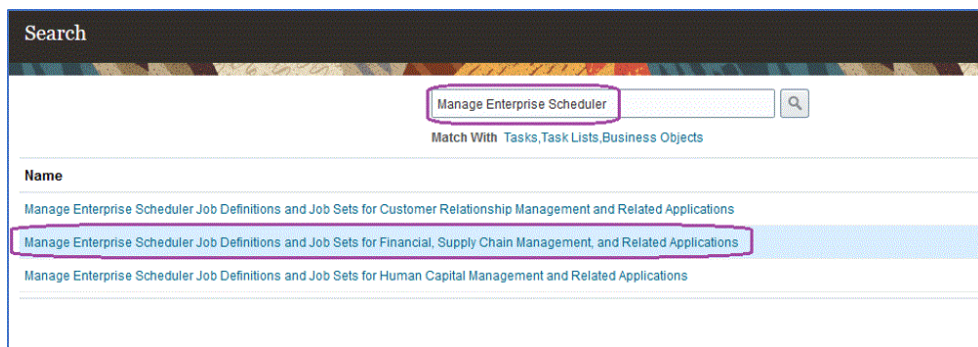 Search
Manage Enterprise Scheduler
Match With Tasks,Task Lists,Business Objects
Name
Manage Enterprise Scheduler Job Definitions and Job Sets for Customer Relationship Management and Related Applications
Manage Enterprise Scheduler Job Definitions and Job Sets for Financial, Supply Chain Management, and Related Applications
Manage Enterprise Scheduler Job Definitions and Job Sets for Human Capital Management and Related Applications